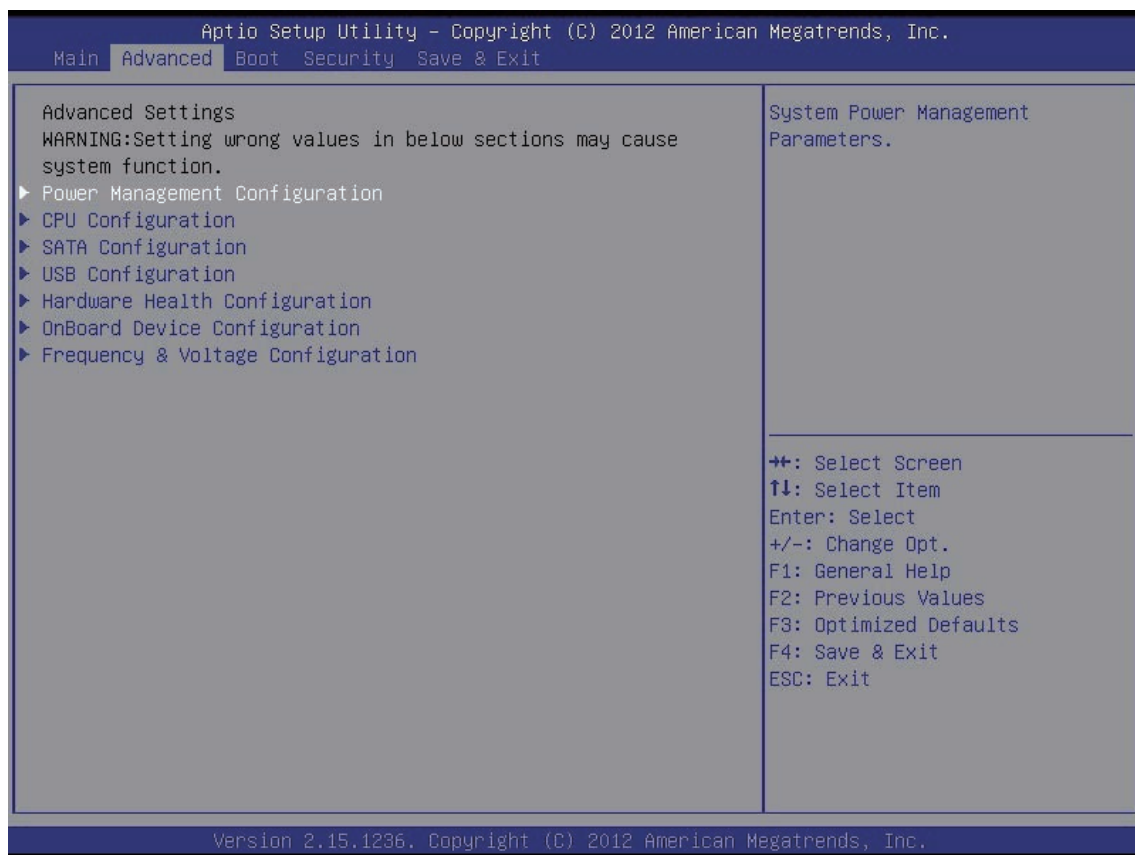 Aptio Setup Utility – Copyright (C) 2012 American Megatrends, Inc.
Main Advanced Boot Security Save & Exit
Advanced Settings
WARNING:Setting wrong values in below sections may cause
system function.
▶ Power Management Configuration
▶ CPU Configuration
▶ SATA Configuration
▶ USB Configuration
▶ Hardware Health Configuration
▶ OnBoard Device Configuration
▶ Frequency & Voltage Configuration
System Power Management
Parameters.
→←: Select Screen
↑↓: Select Item
Enter: Select
+/-: Change Opt.
F1: General Help
F2: Previous Values
F3: Optimized Defaults
F4: Save & Exit
ESC: Exit
Version 2.15.1236. Copyright (C) 2012 American Megatrends, Inc.